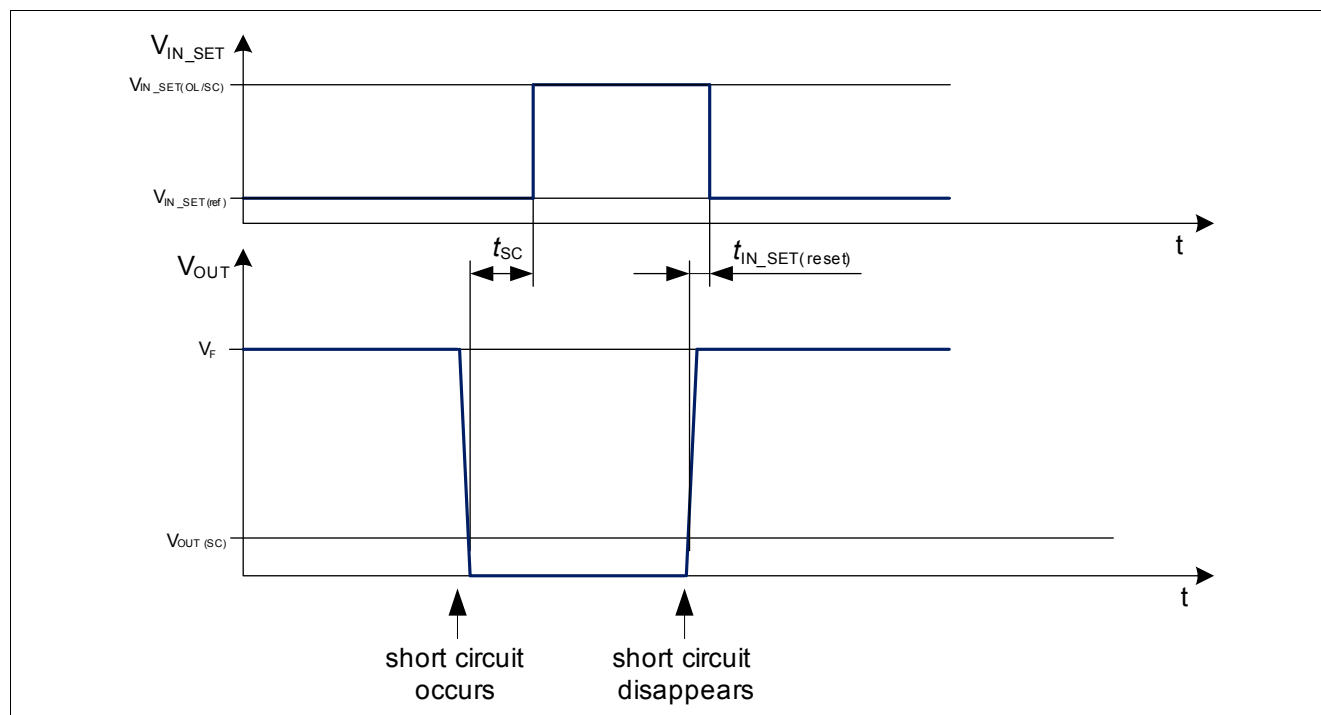 V_IN_SET
V_IN_SET(OL/SC)
V_IN_SET(ref)
t
t_SC
t_IN_SET(reset)
V_OUT
V_F
V_OUT(SC)
t
short circuit
occurs
short circuit
disappears